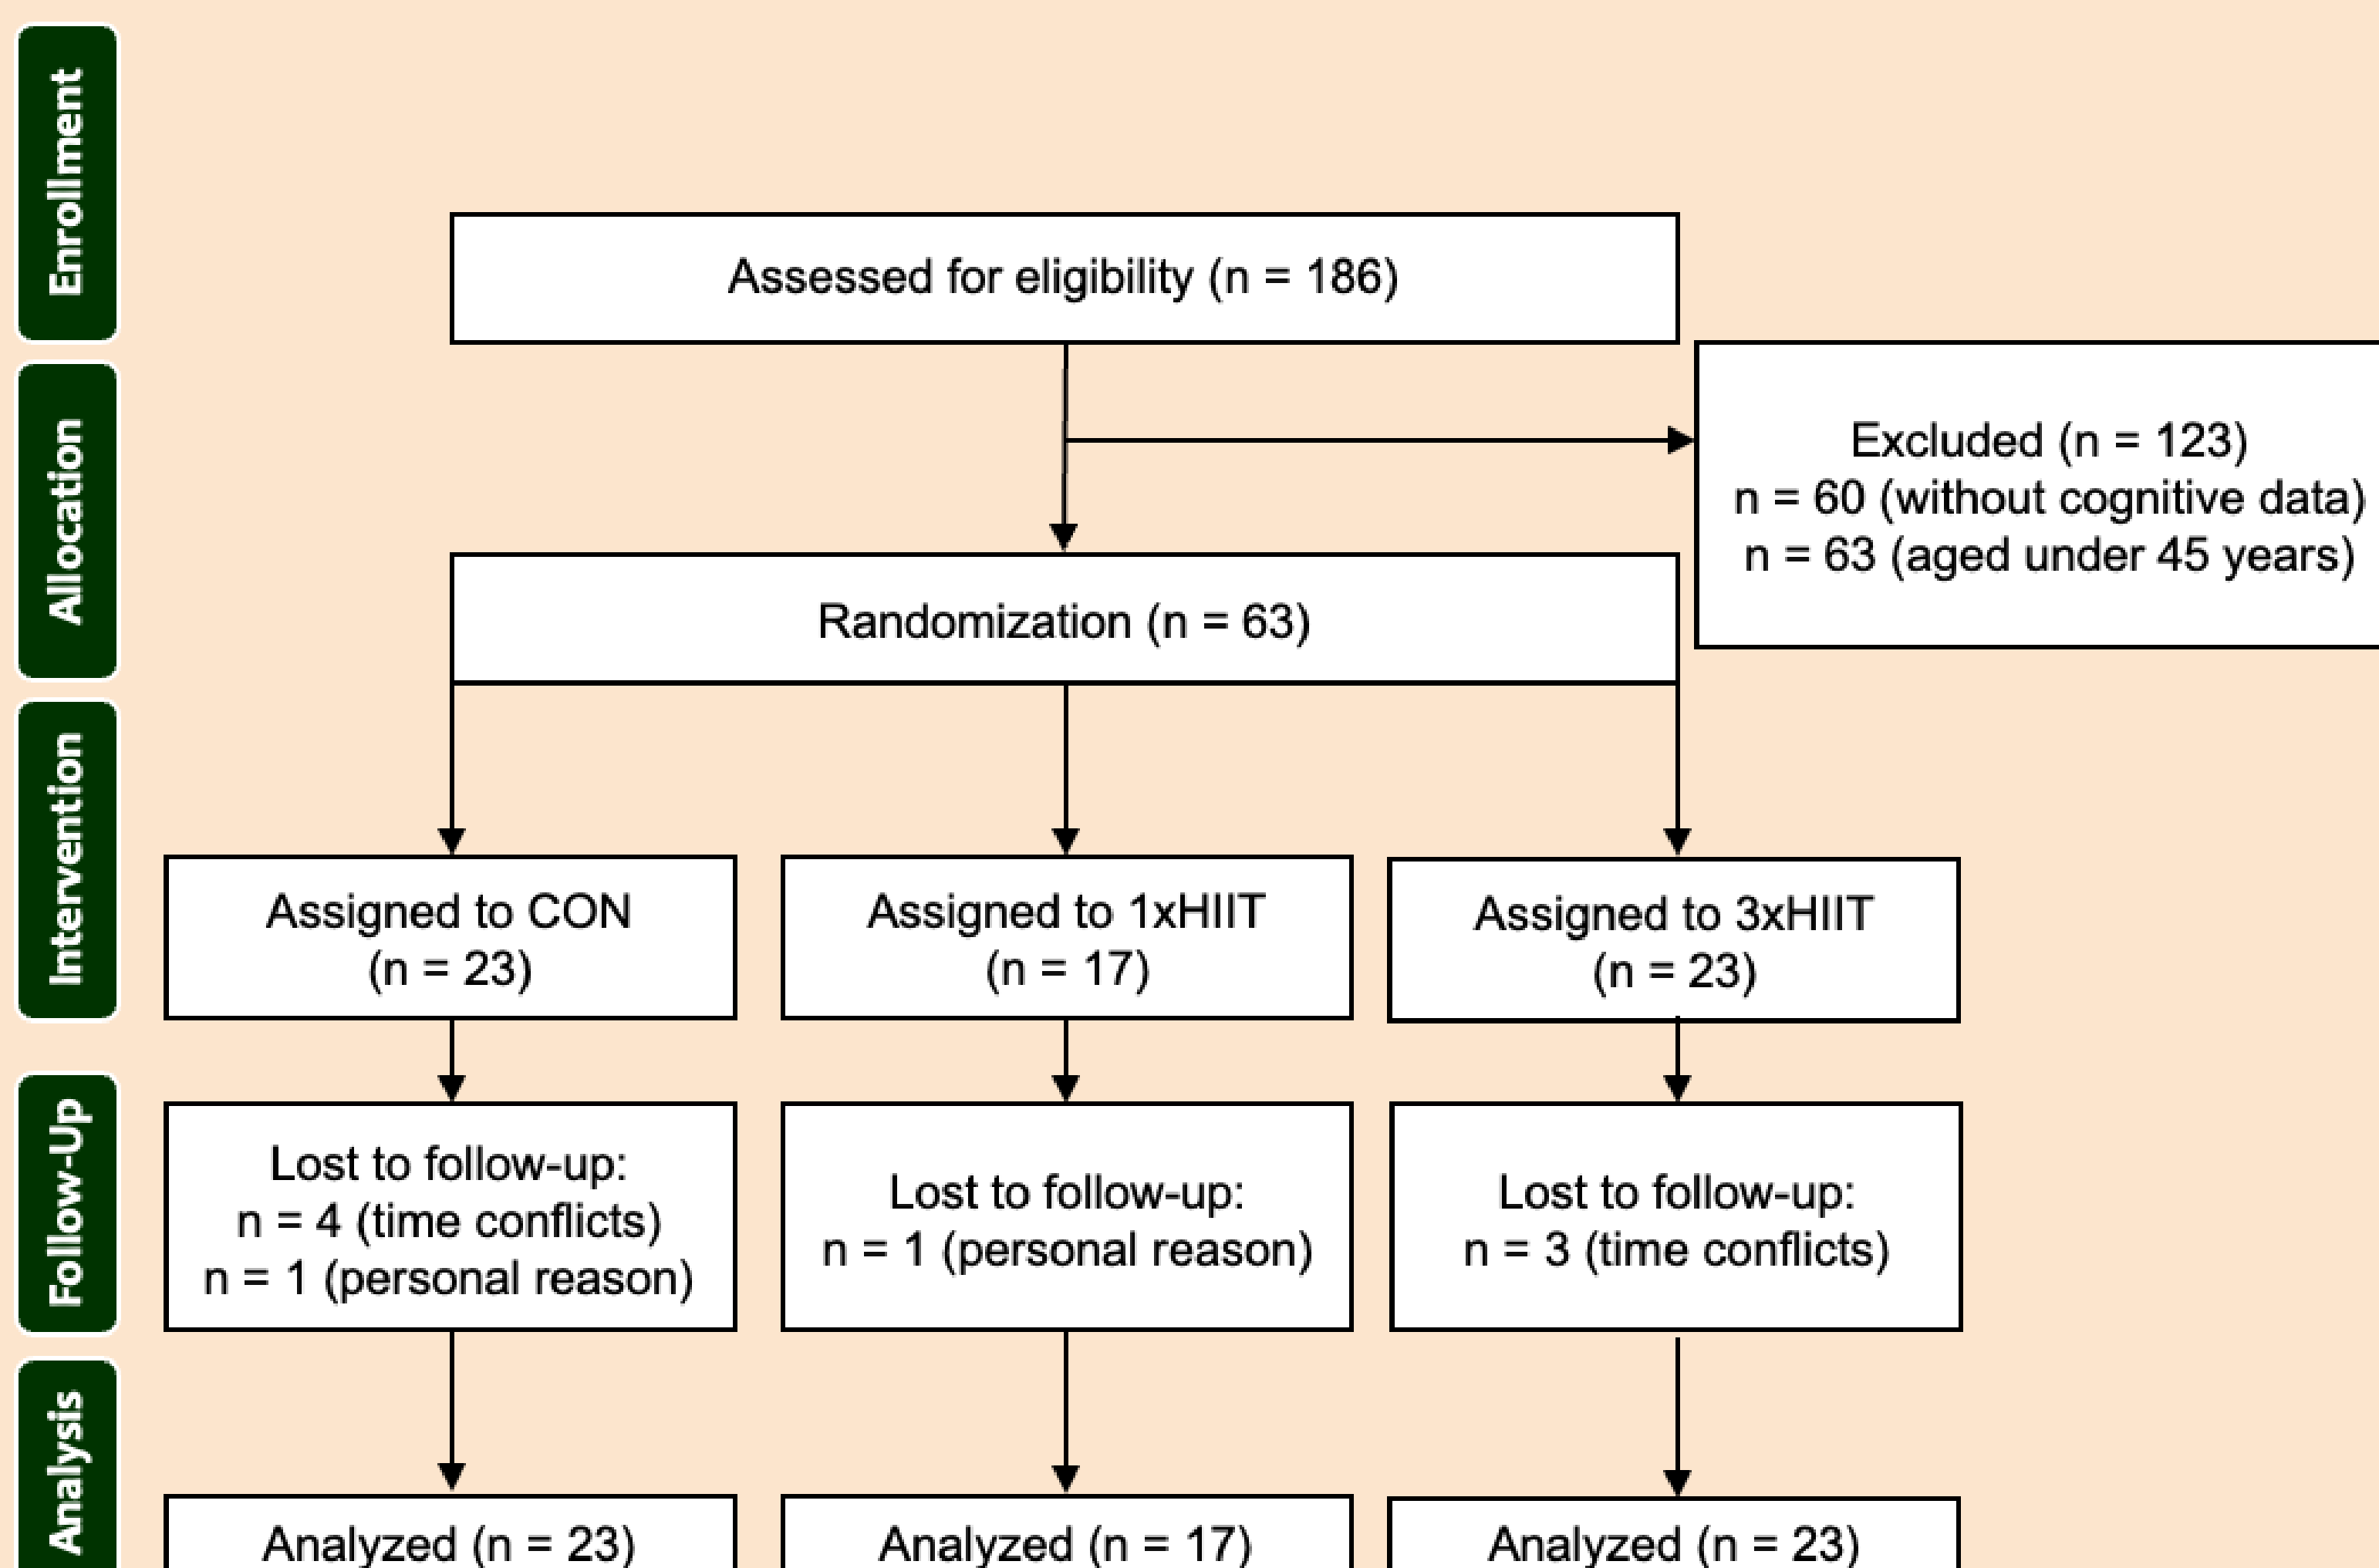 Enrollment
Assessed for eligibility (n = 186)
Allocation
Excluded (n = 123)
n = 60 (without cognitive data)
n = 63 (aged under 45 years)
Randomization (n = 63)
Intervention
Assigned to CON
(n = 23)
Assigned to 1xHIIT
(n = 17)
Assigned to 3xHIIT
(n = 23)
Follow-Up
Lost to follow-up:
n = 4 (time conflicts)
n = 1 (personal reason)
Lost to follow-up:
n = 1 (personal reason)
Lost to follow-up:
n = 3 (time conflicts)
Analysis
Analyzed (n = 23)
Analyzed (n = 17)
Analyzed (n = 23)